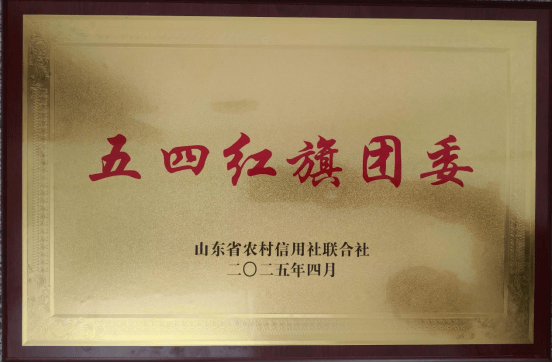 五四红旗团委
山东省农村信用社联合社
二〇二五年四月